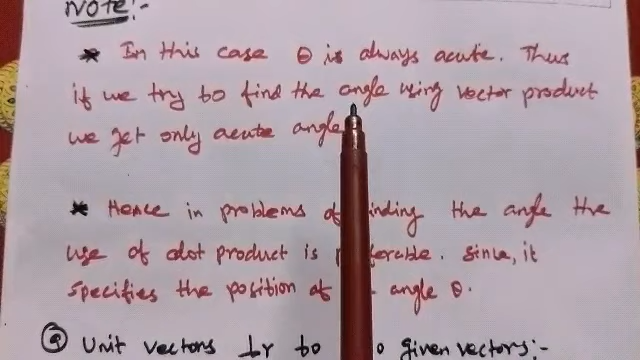 Note:-
* In this case θ is always acute. Thus
if we try to find the angle using vector product
we get only acute angle
* Hence in problems of finding the angle the
use of dot product is preferable. Since, it
specifies the position of angle θ.
⑨ Unit vectors ⊥r to given vectors:-